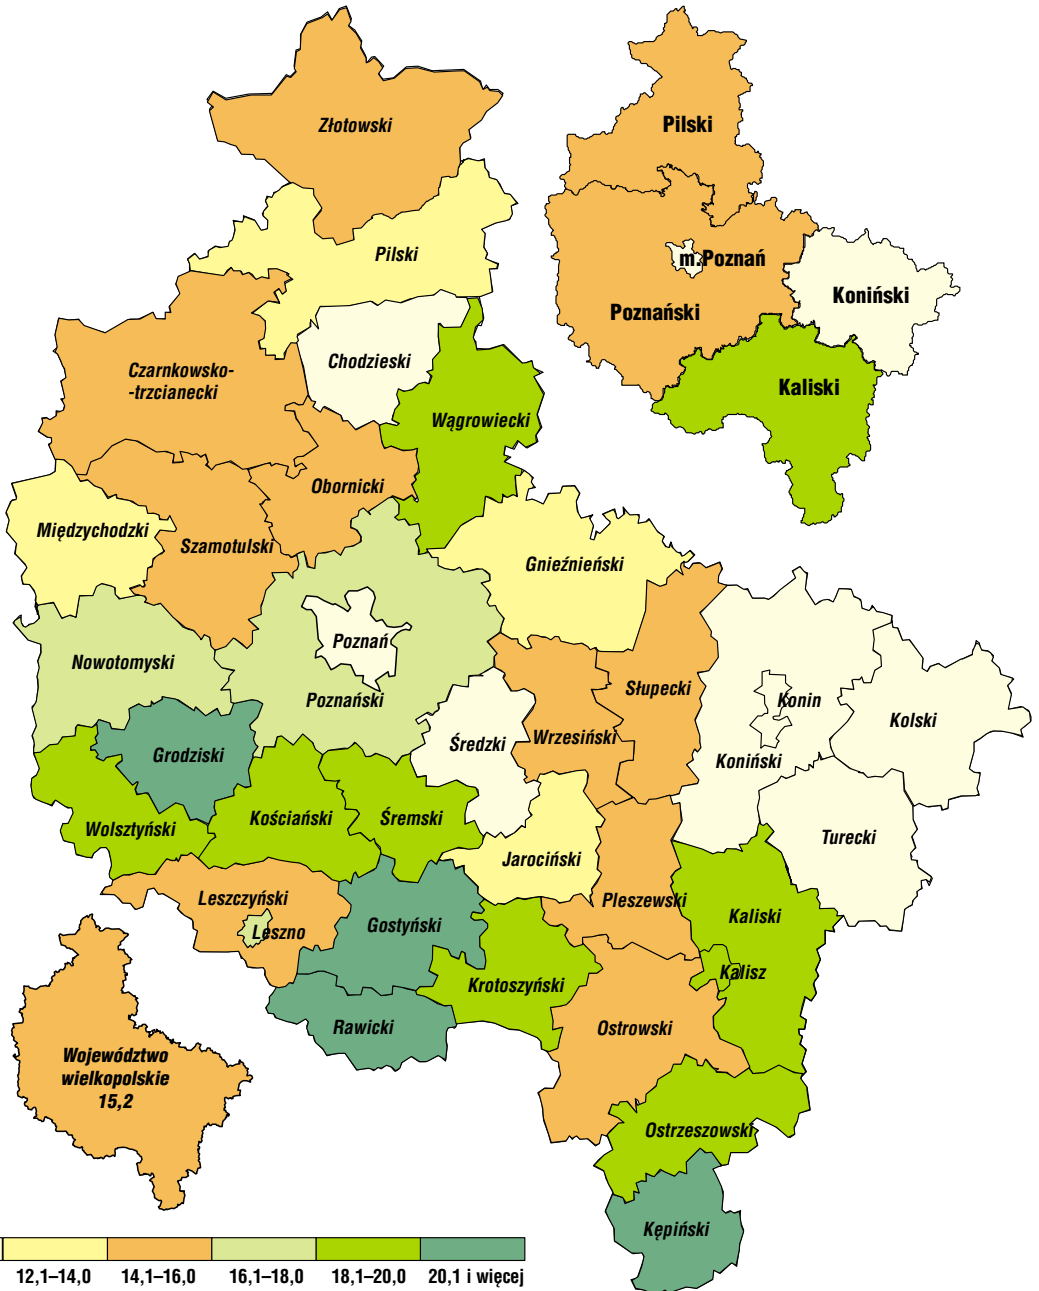 Złotowski
Pilski
Pilski
m.Poznań
Koniński
Poznański
Kaliski
Chodzieski
Czarnkowsko-
-trzcianecki
Wągrowiecki
Obornicki
Międzychodzki
Szamotulski
Gnieźnieński
Poznań
Nowotomyski
Poznański
Słupecki
Konin
Kolski
Grodziski
Średzki
Wrzesiński
Koniński
Wolsztyński
Kościański
Śremski
Turecki
Jarociński
Leszczyński
Pleszewski
Kaliski
Leszno
Gostyński
Kalisz
Krotoszyński
Rawicki
Ostrowski
Województwo
wielkopolskie
15,2
Ostrzeszowski
Kępiński
12,1–14,0
14,1–16,0
16,1–18,0
18,1–20,0
20,1 i więcej